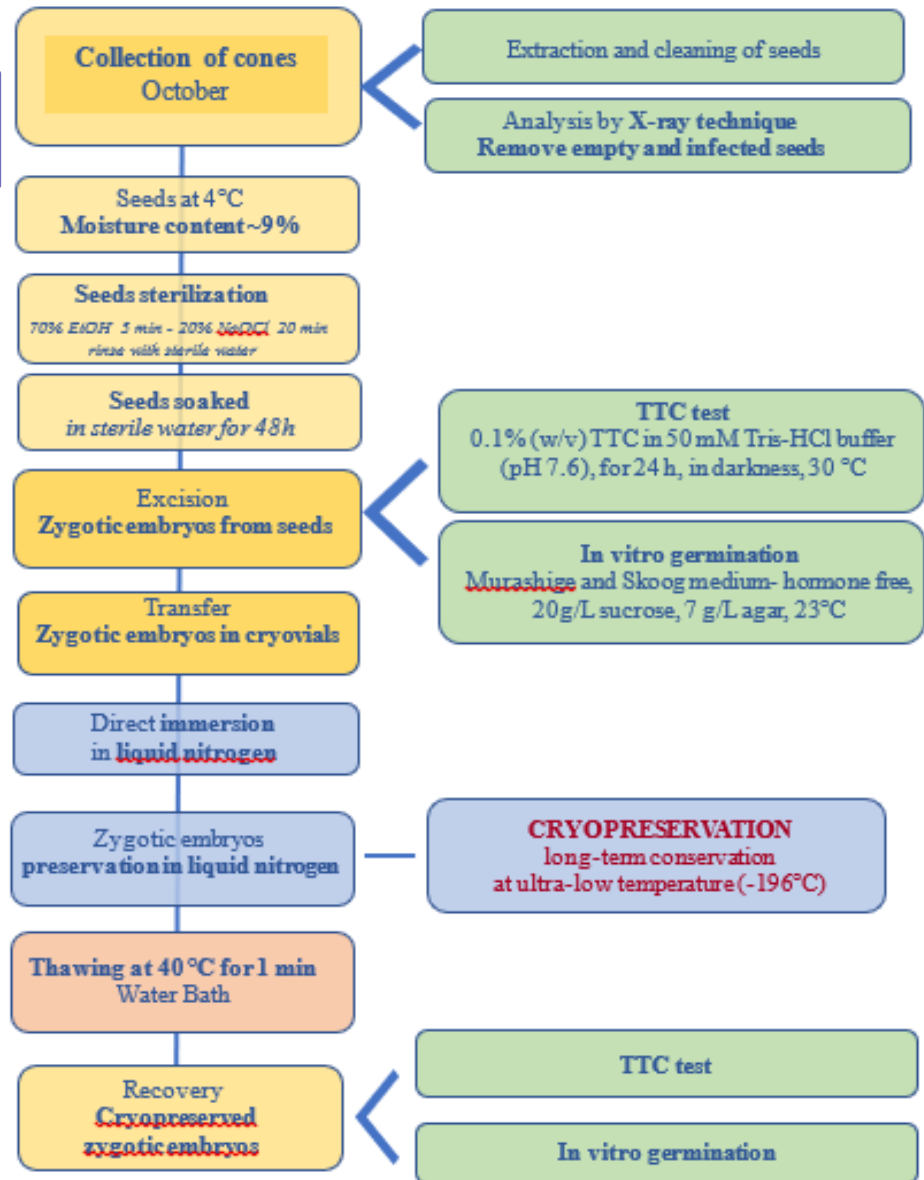 Collection of cones
October
Extraction and cleaning of seeds
Analysis by X-ray technique
Remove empty and infected seeds
Seeds at 4°C
Moisture content ~9%
Seeds sterilization
70% EtOH 5 min - 20% NaOCl 20 min
rinse with sterile water
Seeds soaked
in sterile water for 48h
Excision
Zygotic embryos from seeds
TTC test
0.1% (w/v) TTC in 50 mM Tris-HCl buffer
(pH 7.6), for 24 h, in darkness, 30 °C
In vitro germination
Murashige and Skoog medium- hormone free,
20g/L sucrose, 7 g/L agar, 23°C
Transfer
Zygotic embryos in cryovials
Direct immersion
in liquid nitrogen
Zygotic embryos
preservation in liquid nitrogen
CRYOPRESERVATION
long-term conservation
at ultra-low temperature (-196°C)
Thawing at 40°C for 1 min
Water Bath
Recovery
Cryopreserved
zygotic embryos
TTC test
In vitro germination